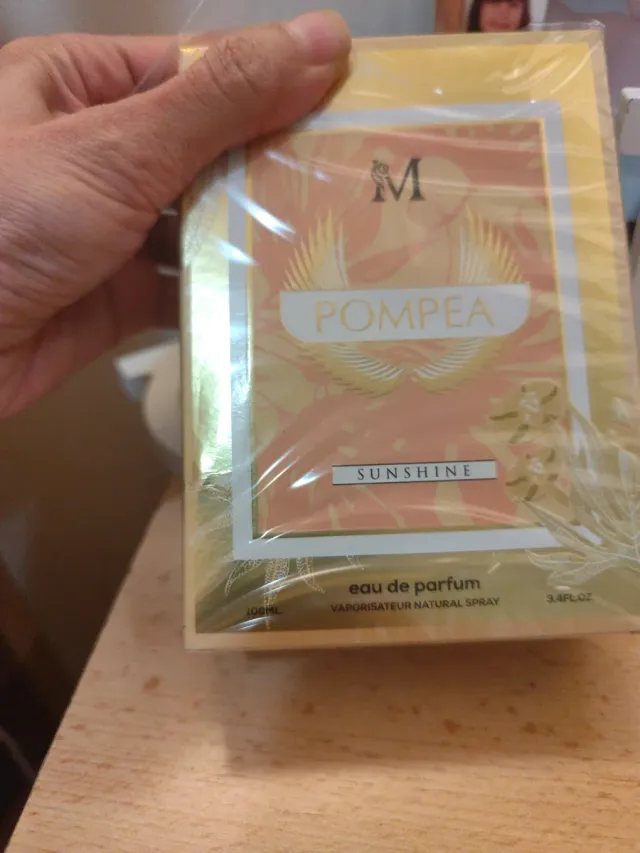 M
POMPEA
SUNSHINE
eau de parfum
100ML
VAPORISATEUR NATURAL SPRAY
3.4FL.OZ